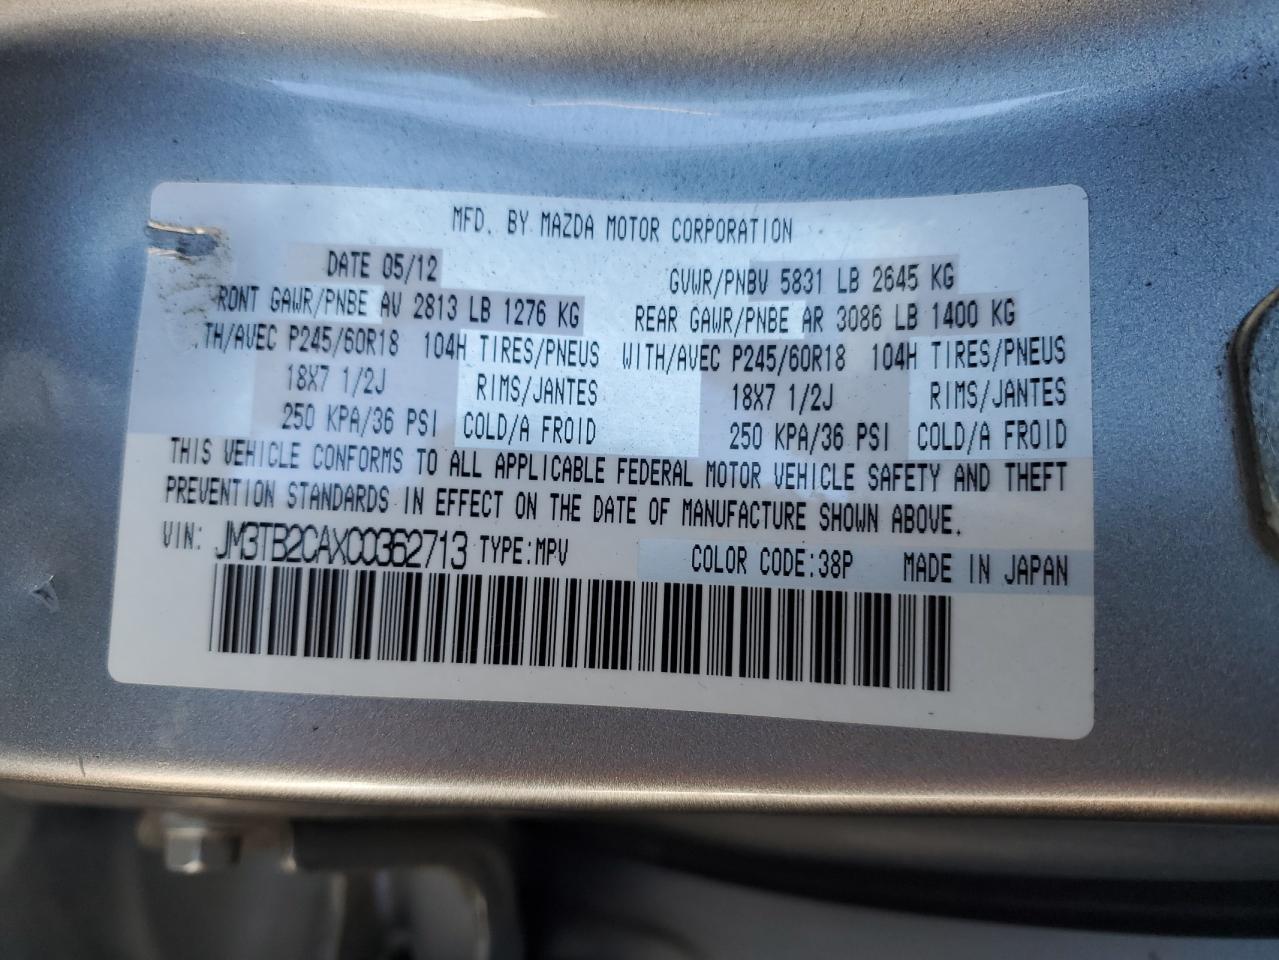 MFD. BY MAZDA MOTOR CORPORATION
DATE 05/12 GVWR/PNBV 5831 LB 2645 KG
RONT GAWR/PNBE AV 2813 LB 1276 KG REAR GAWR/PNBE AR 3086 LB 1400 KG
TH/AVEC P245/60R18 104H TIRES/PNEUS WITH/AVEC P245/60R18 104H TIRES/PNEUS
18X7 1/2J RIMS/JANTES 18X7 1/2J RIMS/JANTES
250 KPA/36 PSI COLD/A FROID 250 KPA/36 PSI COLD/A FROID
THIS VEHICLE CONFORMS TO ALL APPLICABLE FEDERAL MOTOR VEHICLE SAFETY AND THEFT
PREVENTION STANDARDS IN EFFECT ON THE DATE OF MANUFACTURE SHOWN ABOVE.
VIN: JM3TB2CAXC0362713 TYPE:MPV COLOR CODE:38P MADE IN JAPAN